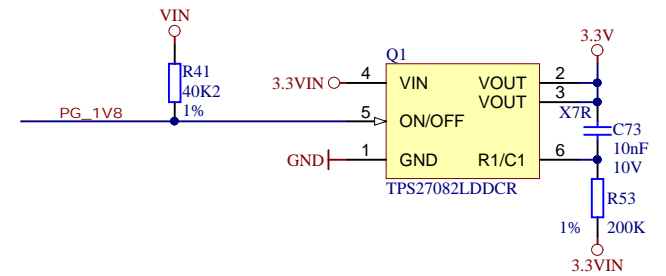 VIN
3.3V
R41
40K2
1%
Q1
3.3VIN
4
VIN
VOUT
2
VOUT
3
X7R
PG_1V8
5
ON/OFF
C73
10nF
10V
GND
1
GND
R1/C1
6
TPS27082LDDCR
R53
1%
200K
3.3VIN